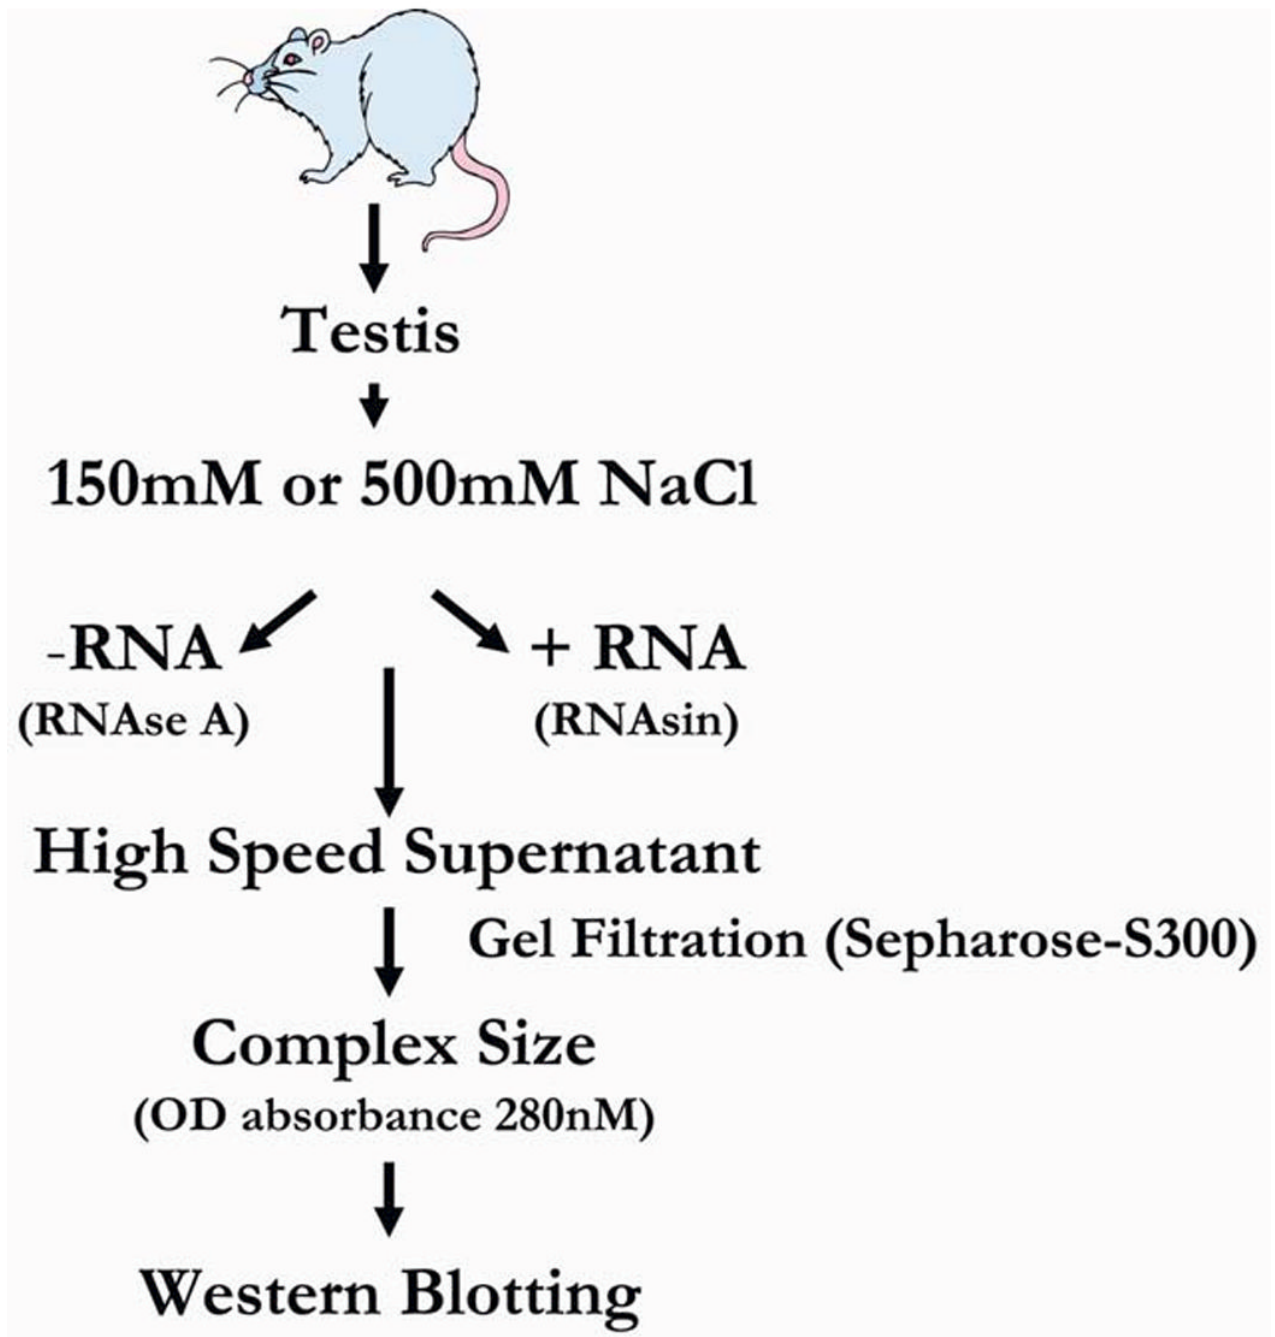 Testis
150mM or 500mM NaCl
-RNA + RNA
(RNAse A) (RNAsin)
High Speed Supernatant
Gel Filtration (Sepharose-S300)
Complex Size
(OD absorbance 280nM)
Western Blotting